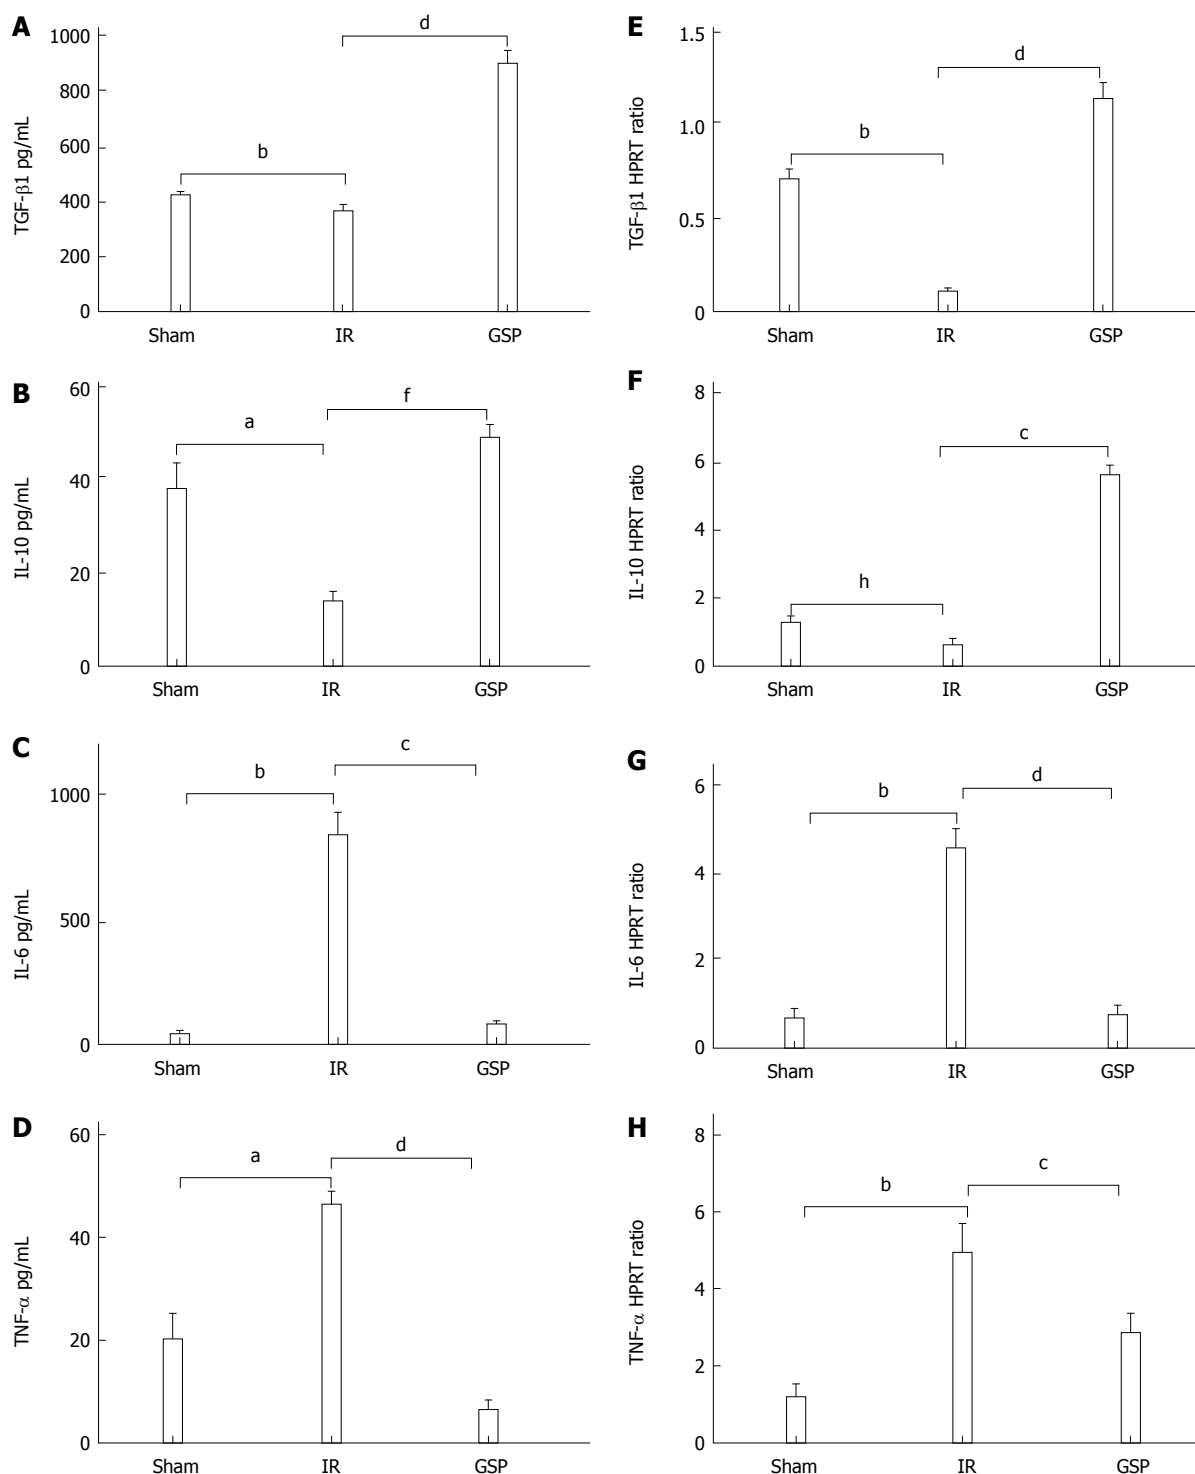 A
TGF-β1 pg/mL
1000
800
600
400
200
0
b
d
Sham IR GSP
E
TGF-β1 HPRT ratio
1.5
1.0
0.5
0
b
d
Sham IR GSP
B
IL-10 pg/mL
60
40
20
0
a
f
Sham IR GSP
F
IL-10 HPRT ratio
8
6
4
2
0
h
c
Sham IR GSP
C
IL-6 pg/mL
1000
500
0
b
c
Sham IR GSP
G
IL-6 HPRT ratio
6
4
2
0
b
d
Sham IR GSP
D
TNF-α pg/mL
60
40
20
0
a
d
Sham IR GSP
H
TNF-α HPRT ratio
8
6
4
2
0
b
c
Sham IR GSP